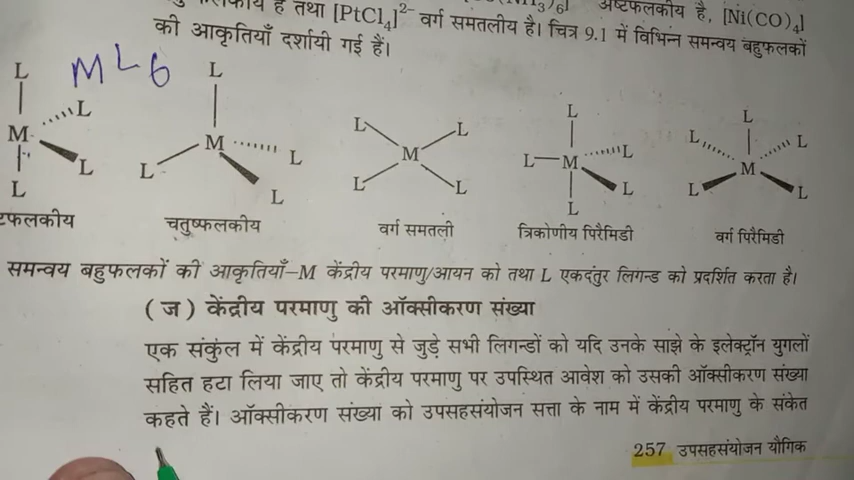 [PtCl₄]²⁻ वर्ग समतलीय है। चित्र 9.1 में विभिन्न समन्वय बहुफलकों
है तथा अष्टफलकीय है, [Ni(CO)₄]
की आकृतियाँ दर्शायी गई हैं।
ML6
L L L M L
L M L L L
L L M L L
L L M L L L
L L L M L L
चतुष्फलकीय वर्ग समतली त्रिकोणीय पिरैमिडी वर्ग पिरैमिडी
समन्वय बहुफलकों की आकृतियाँ–M केंद्रीय परमाणु/आयन को तथा L एकदंतुर लिगन्ड को प्रदर्शित करता है।
(ज) केंद्रीय परमाणु की ऑक्सीकरण संख्या
एक संकुल में केंद्रीय परमाणु से जुड़े सभी लिगन्डों को यदि उनके साझे के इलेक्ट्रॉन युगलों
सहित हटा लिया जाए तो केंद्रीय परमाणु पर उपस्थित आवेश को उसकी ऑक्सीकरण संख्या
कहते हैं। ऑक्सीकरण संख्या को उपसहसंयोजन सत्ता के नाम में केंद्रीय परमाणु के संकेत
257 उपसहसंयोजन यौगिक